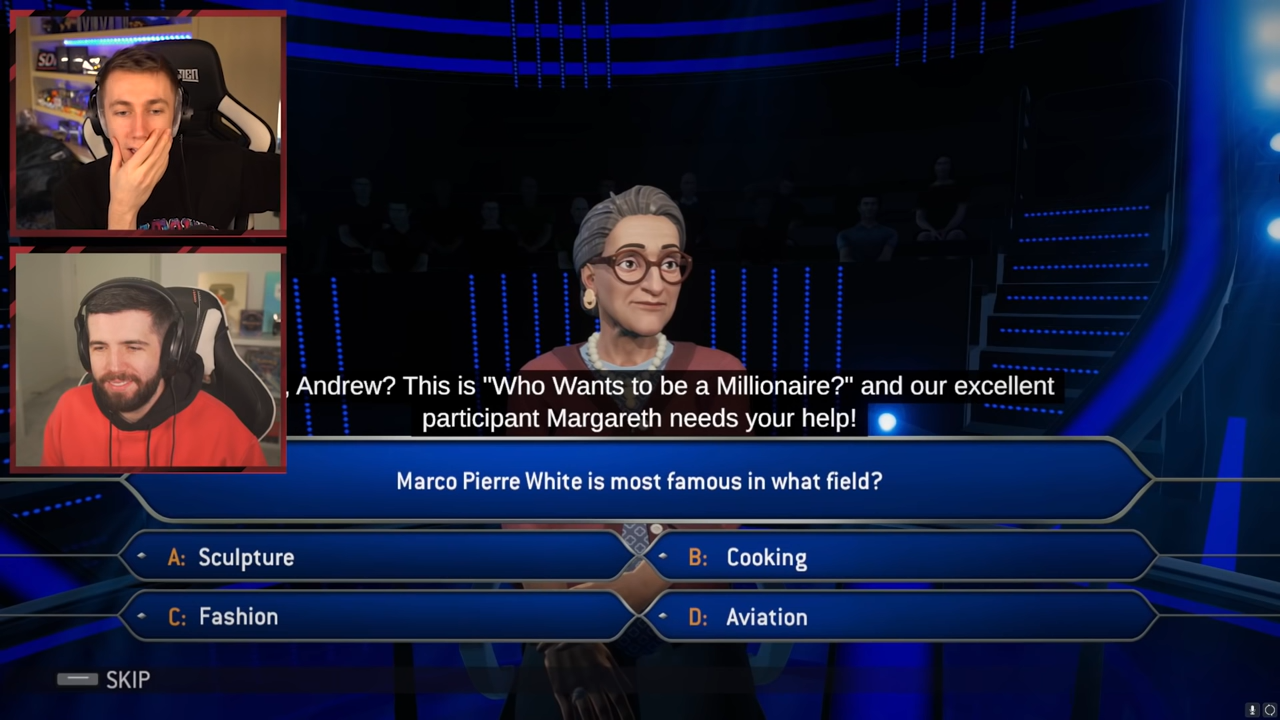 , Andrew? This is "Who Wants to be a Millionaire?" and our excellent
participant Margareth needs your help!
Marco Pierre White is most famous in what field?
A: Sculpture
B: Cooking
C: Fashion
D: Aviation
SKIP